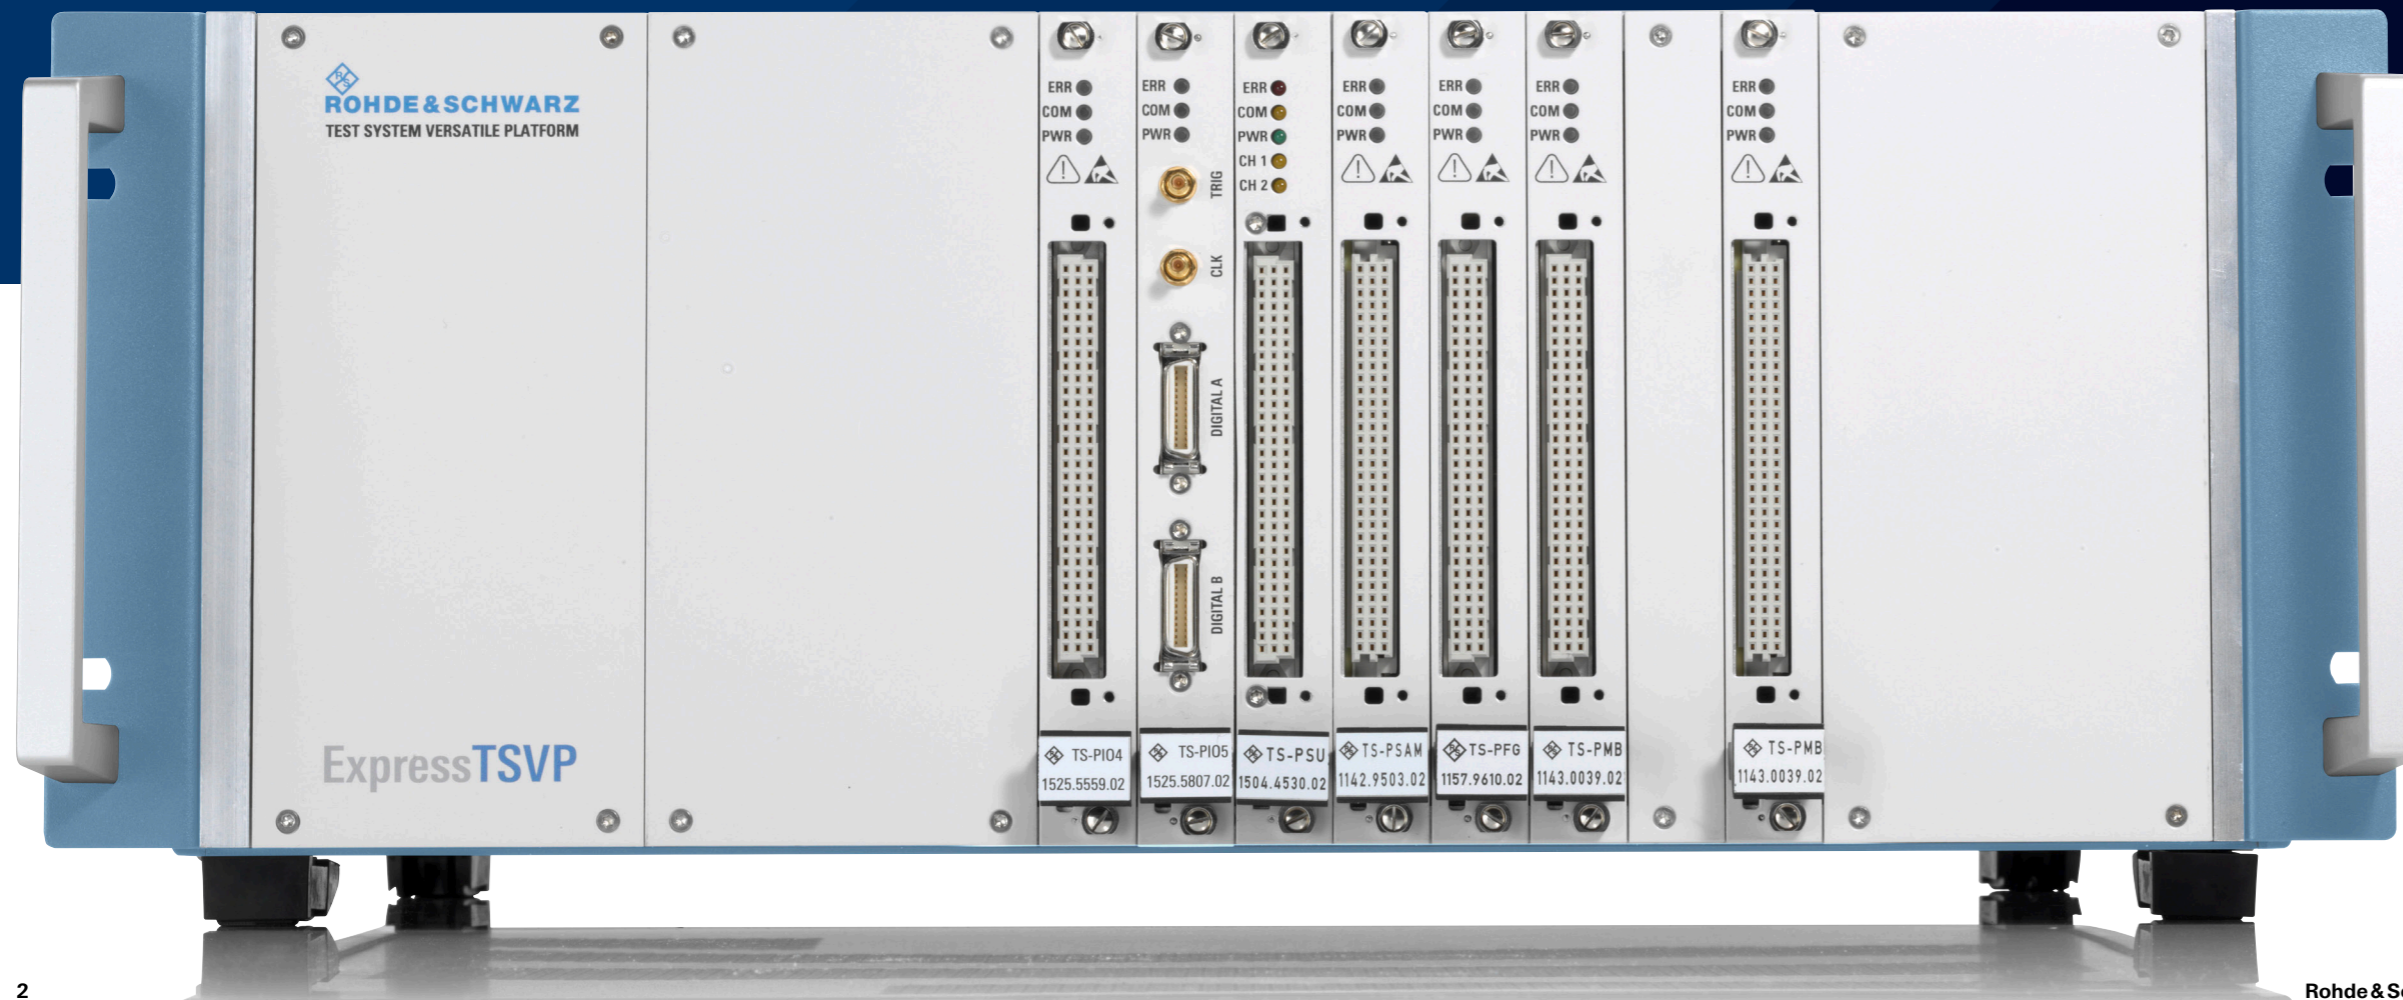 ROHDE&SCHWARZ
TEST SYSTEM VERSATILE PLATFORM
ExpressTSVP
ERR
COM
PWR
TS-PIO4
1525.5559.02
ERR
COM
PWR
TRIG
CLK
DIGITAL A
DIGITAL B
TS-PIO5
1525.5807.02
ERR
COM
PWR
CH 1
CH 2
TS-PSU
1504.4530.02
ERR
COM
PWR
TS-PSAM
1142.9503.02
ERR
COM
PWR
TS-PFG
1157.9610.02
ERR
COM
PWR
TS-PMB
1143.0039.02
ERR
COM
PWR
TS-PMB
1143.0039.02
2
Rohde&